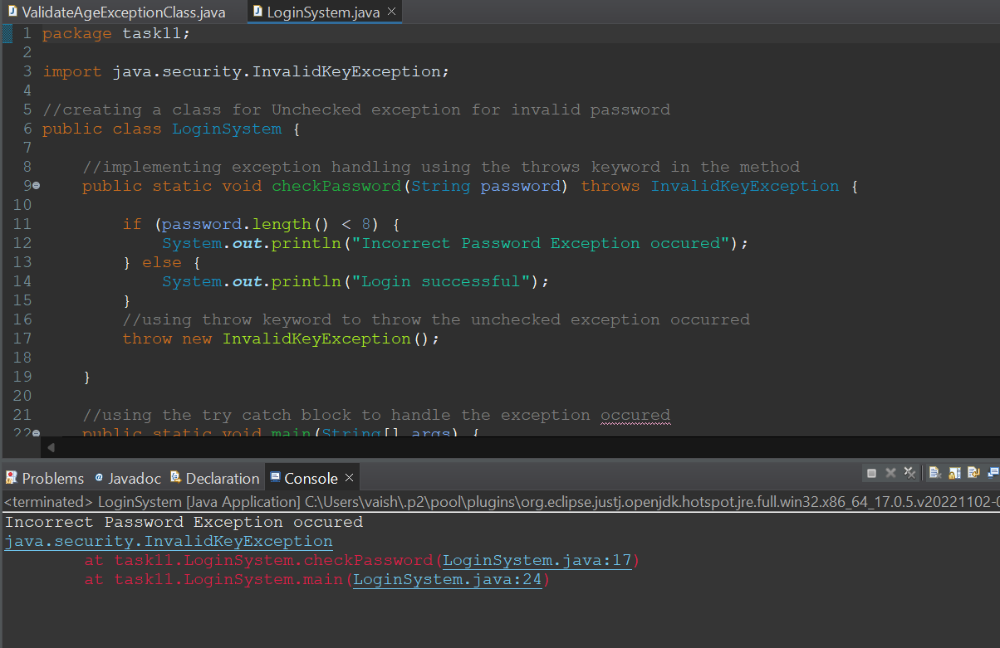 ValidateAgeExceptionClass.java LoginSystem.java
1 package task11;
2
3 import java.security.InvalidKeyException;
4
5 //creating a class for Unchecked exception for invalid password
6 public class LoginSystem {
7
8 //implementing exception handling using the throws keyword in the method
9 public static void checkPassword(String password) throws InvalidKeyException {
10
11 if (password.length() < 8) {
12 System.out.println("Incorrect Password Exception occured");
13 } else {
14 System.out.println("Login successful");
15 }
16 //using throw keyword to throw the unchecked exception occurred
17 throw new InvalidKeyException();
18
19 }
20
21 //using the try catch block to handle the exception occured
22 public static void main(String[] args) {
Problems Javadoc Declaration Console
<terminated> LoginSystem [Java Application] C:\Users\vaish\.p2\pool\plugins\org.eclipse.justj.openjdk.hotspot.jre.full.win32.x86_64_17.0.5.v20221102-0
Incorrect Password Exception occured
java.security.InvalidKeyException
at task11.LoginSystem.checkPassword(LoginSystem.java:17)
at task11.LoginSystem.main(LoginSystem.java:24)